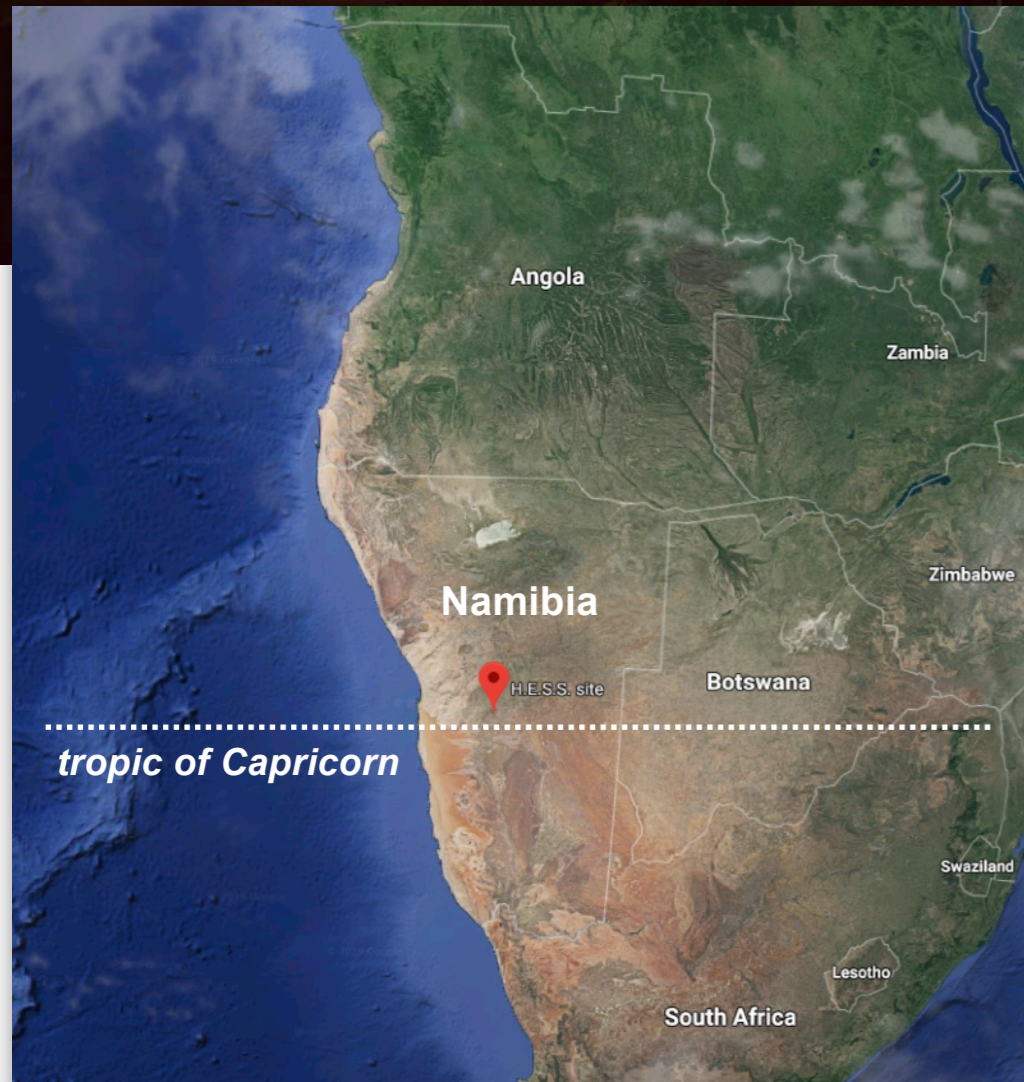 Angola
Zambia
Zimbabwe
Namibia
H.E.S.S. site
Botswana
tropic of Capricorn
Swaziland
Lesotho
South Africa